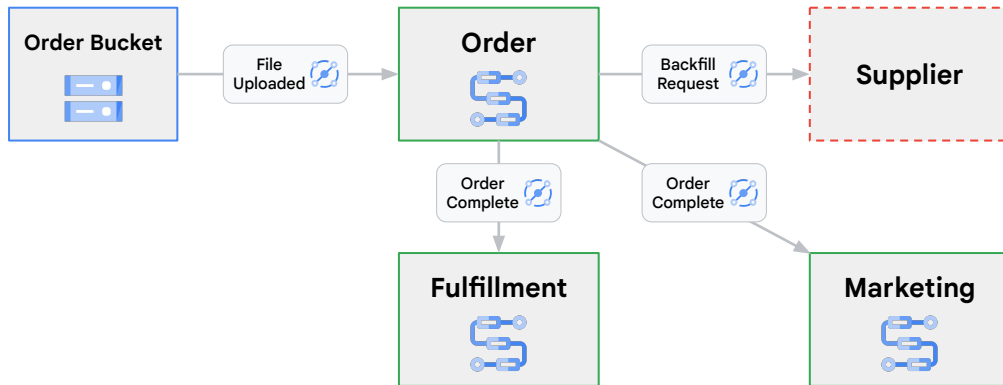 Order Bucket
File
Uploaded
Order
Backfill
Request
Supplier
Order
Complete
Order
Complete
Fulfillment
Marketing